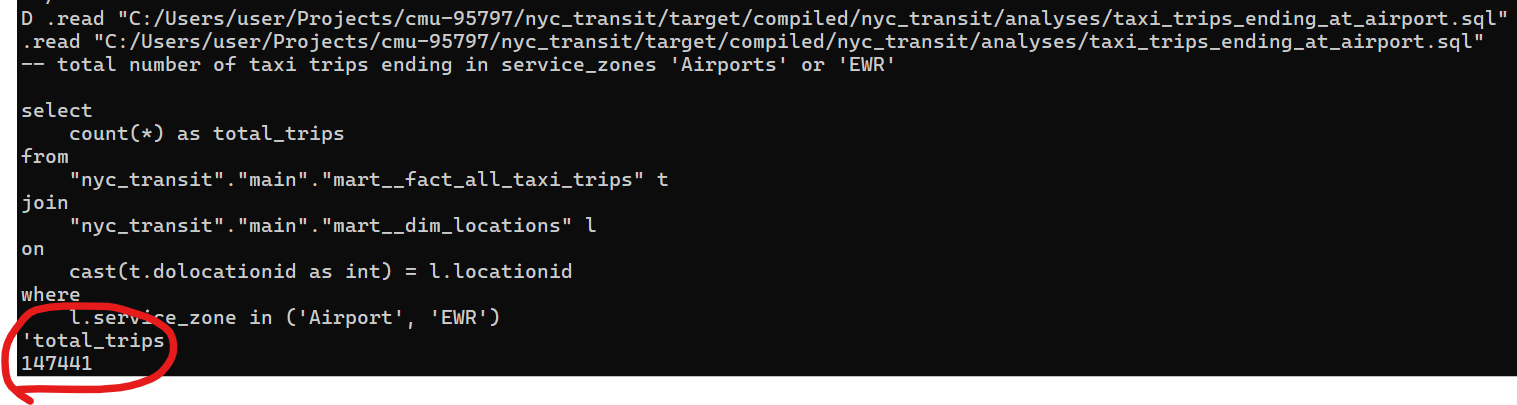 D .read "C:/Users/user/Projects/cmu-95797/nyc_transit/target/compiled/nyc_transit/analyses/taxi_trips_ending_at_airport.sql"
.read "C:/Users/user/Projects/cmu-95797/nyc_transit/target/compiled/nyc_transit/analyses/taxi_trips_ending_at_airport.sql"
-- total number of taxi trips ending in service_zones 'Airports' or 'EWR'
select
    count(*) as total_trips
from
    "nyc_transit"."main"."mart__fact_all_taxi_trips" t
join
    "nyc_transit"."main"."mart__dim_locations" l
on
    cast(t.dolocationid as int) = l.locationid
where
    l.service_zone in ('Airport', 'EWR')
'total_trips
147441